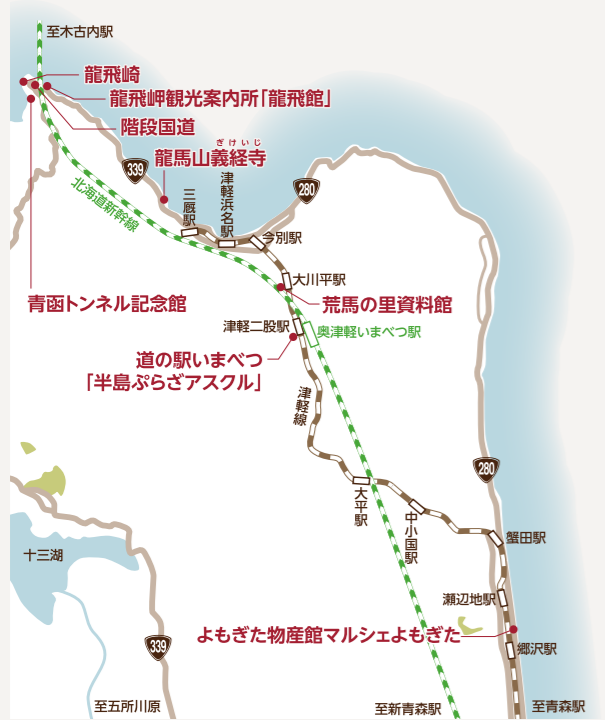 至木古内駅
龍飛崎
龍飛岬観光案内所「龍飛館」
階段国道
ぎけいじ
龍馬山義経寺
339
北海道新幹線
三厩駅
津軽浜名駅
280
今別駅
大川平駅
青函トンネル記念館
荒馬の里資料館
津軽二股駅
奥津軽いまべつ駅
道の駅いまべつ
「半島ぷらざアスクル」
津軽線
280
大平駅
中小国駅
蟹田駅
十三湖
瀬辺地駅
よもぎた物産館マルシェよもぎた
339
郷沢駅
至五所川原
至新青森駅
至青森駅